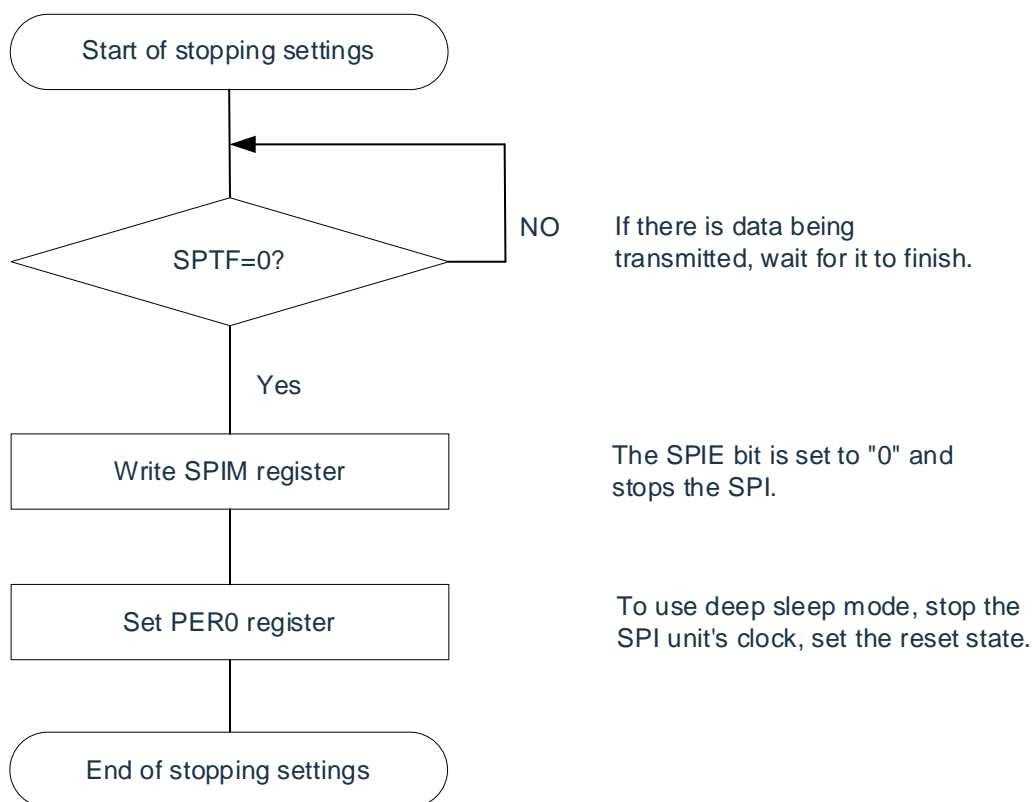 Start of stopping settings
NO
If there is data being
transmitted, wait for it to finish.
SPTF=0?
Yes
Write SPIM register
The SPIE bit is set to "0" and
stops the SPI.
Set PER0 register
To use deep sleep mode, stop the
SPI unit's clock, set the reset state.
End of stopping settings